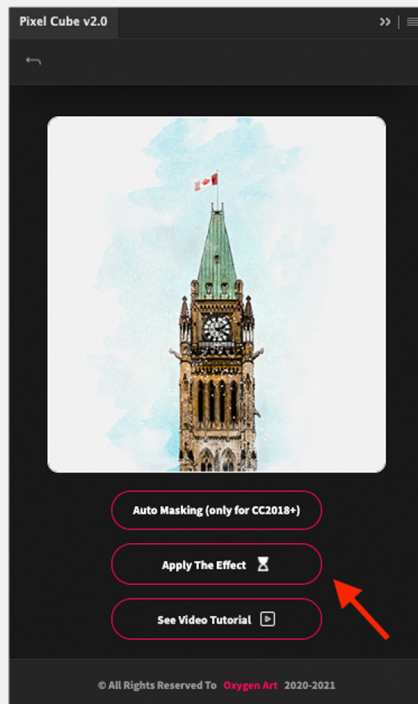 Pixel Cube v2.0
Auto Masking (only for CC2018+)
Apply The Effect
See Video Tutorial
© All Rights Reserved To Oxygen Art 2020-2021